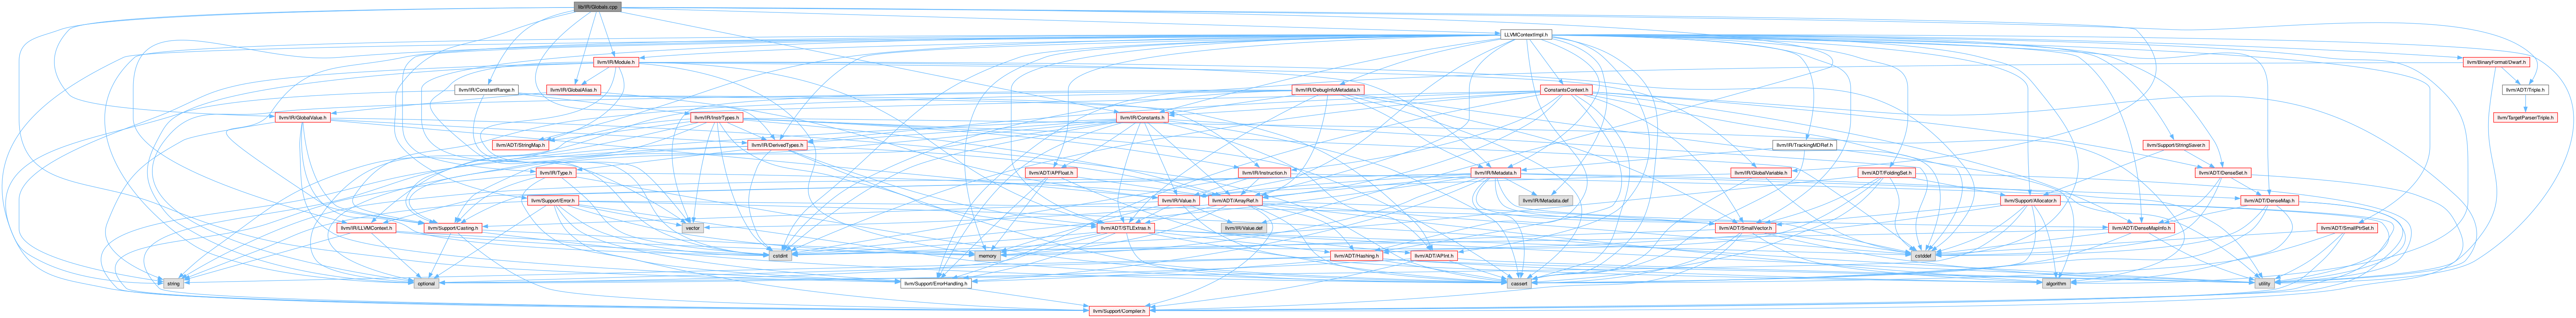 lib/IR/Globals.cpp
LLVMContextImpl.h
llvm/IR/Module.h
llvm/BinaryFormat/Dwarf.h
llvm/IR/ConstantRange.h
llvm/IR/GlobalAlias.h
llvm/IR/DebugInfoMetadata.h
ConstantsContext.h
llvm/ADT/Triple.h
llvm/IR/GlobalValue.h
llvm/IR/InstrTypes.h
llvm/IR/Constants.h
llvm/TargetParser/Triple.h
llvm/ADT/StringMap.h
llvm/IR/DerivedTypes.h
llvm/IR/TrackingMDRef.h
llvm/Support/StringSaver.h
llvm/IR/Type.h
llvm/ADT/APFloat.h
llvm/IR/Instruction.h
llvm/IR/Metadata.h
llvm/IR/GlobalVariable.h
llvm/ADT/FoldingSet.h
llvm/ADT/DenseSet.h
llvm/Support/Error.h
llvm/IR/Value.h
llvm/ADT/ArrayRef.h
llvm/IR/Metadata.def
llvm/Support/Allocator.h
llvm/ADT/DenseMap.h
llvm/IR/LLVMContext.h
llvm/Support/Casting.h
vector
llvm/ADT/STLExtras.h
llvm/IR/Value.def
llvm/ADT/SmallVector.h
llvm/ADT/DenseMapInfo.h
llvm/ADT/SmallPtrSet.h
cstdint
memory
llvm/ADT/Hashing.h
llvm/ADT/APInt.h
cstddef
string
optional
llvm/Support/ErrorHandling.h
cassert
algorithm
utility
llvm/Support/Compiler.h